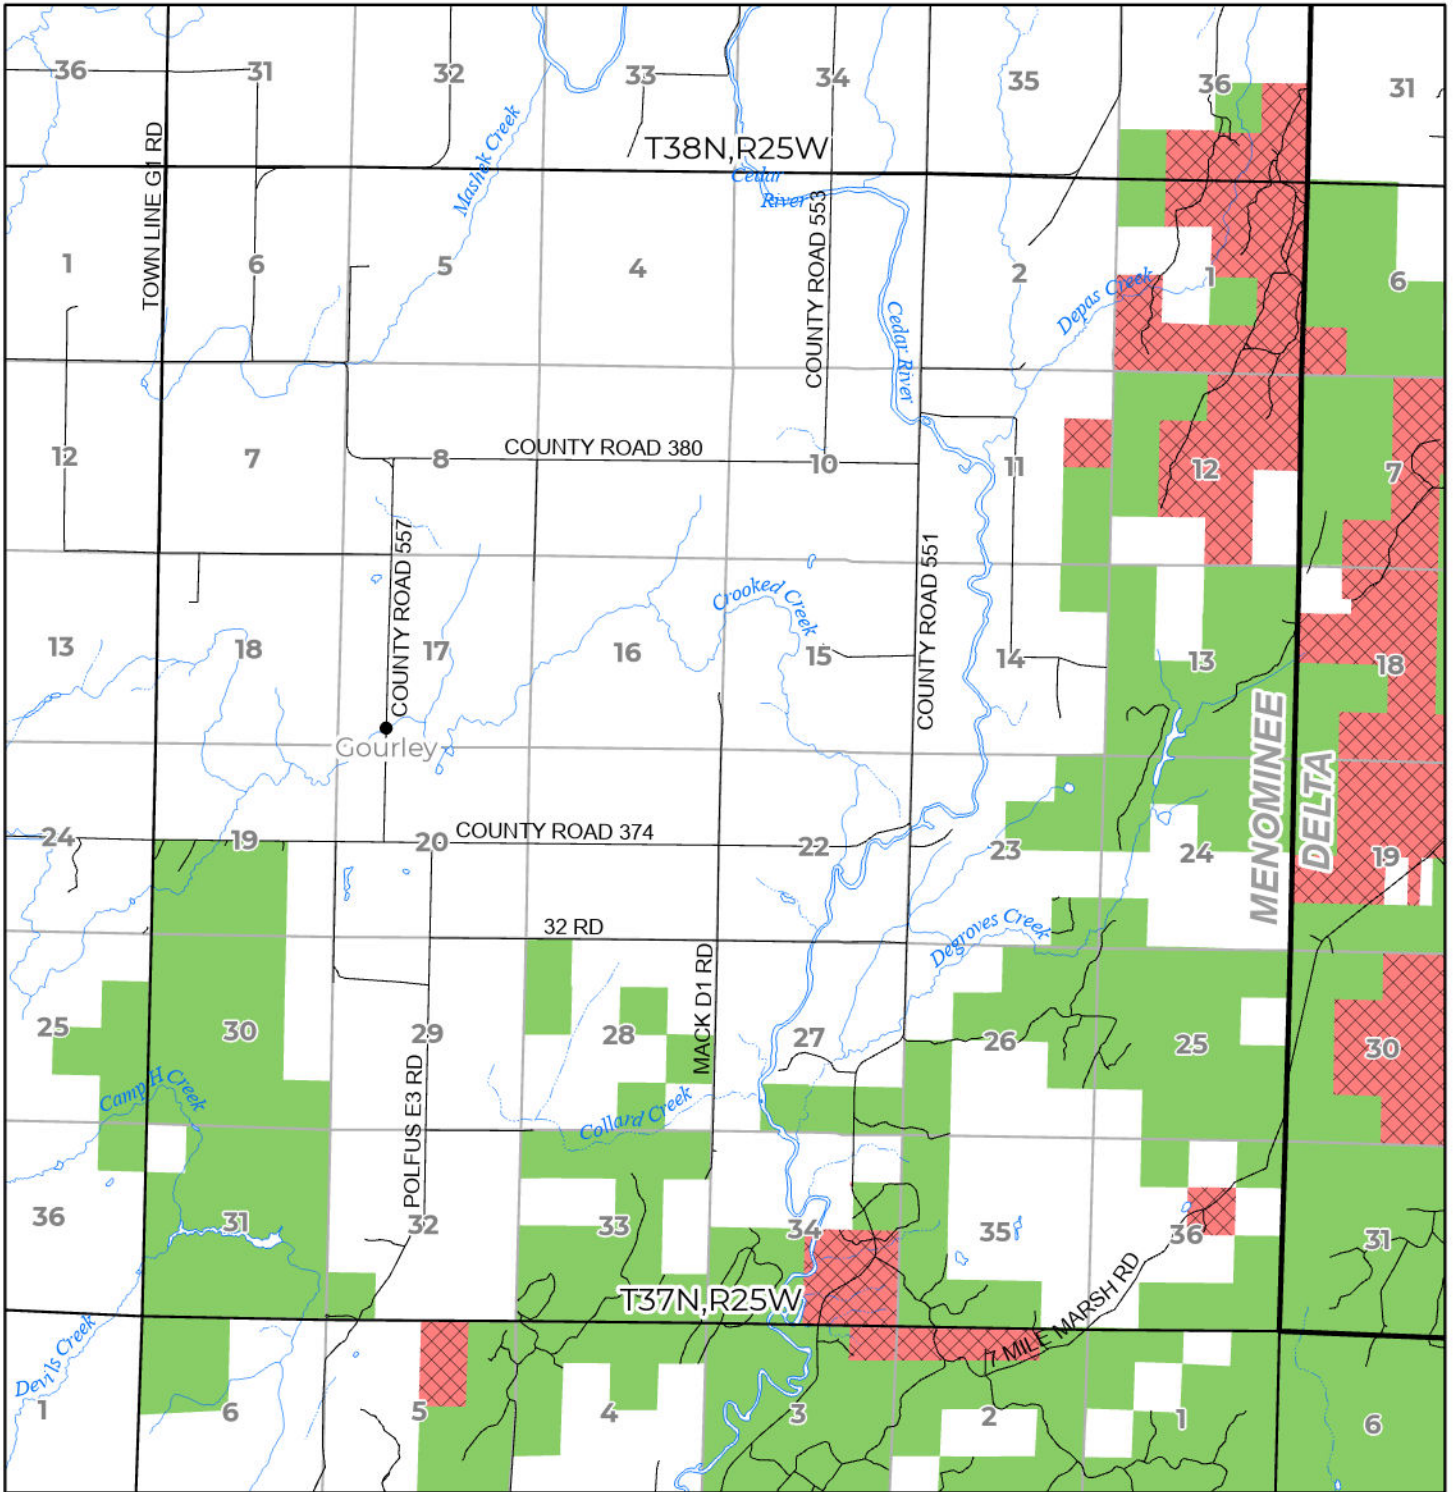 36 31 32 33 34 35 36 31
T38N,R25W
TOWN LINE G1 RD
Mashek Creek
Cedar
River
COUNTY ROAD 553
1 6 5 4 2 1 6
Depas Creek
Cedar River
12 7 8 10 11 12 7
COUNTY ROAD 380
COUNTY ROAD 557
COUNTY ROAD 551
Crooked Creek
13 18 17 16 15 14 13 18
Gourley
MENOMINEE
DELTA
24 19 20 22 23 24 19
COUNTY ROAD 374
32 RD
Degroves Creek
MACK D1 RD
25 30 29 28 27 26 25 30
POLFUS E3 RD
Camp H Creek
Collard Creek
36 31 32 33 34 35 36 31
T37N,R25W
7 MILE MARSH RD
Devils Creek
1 6 5 4 3 2 1 6